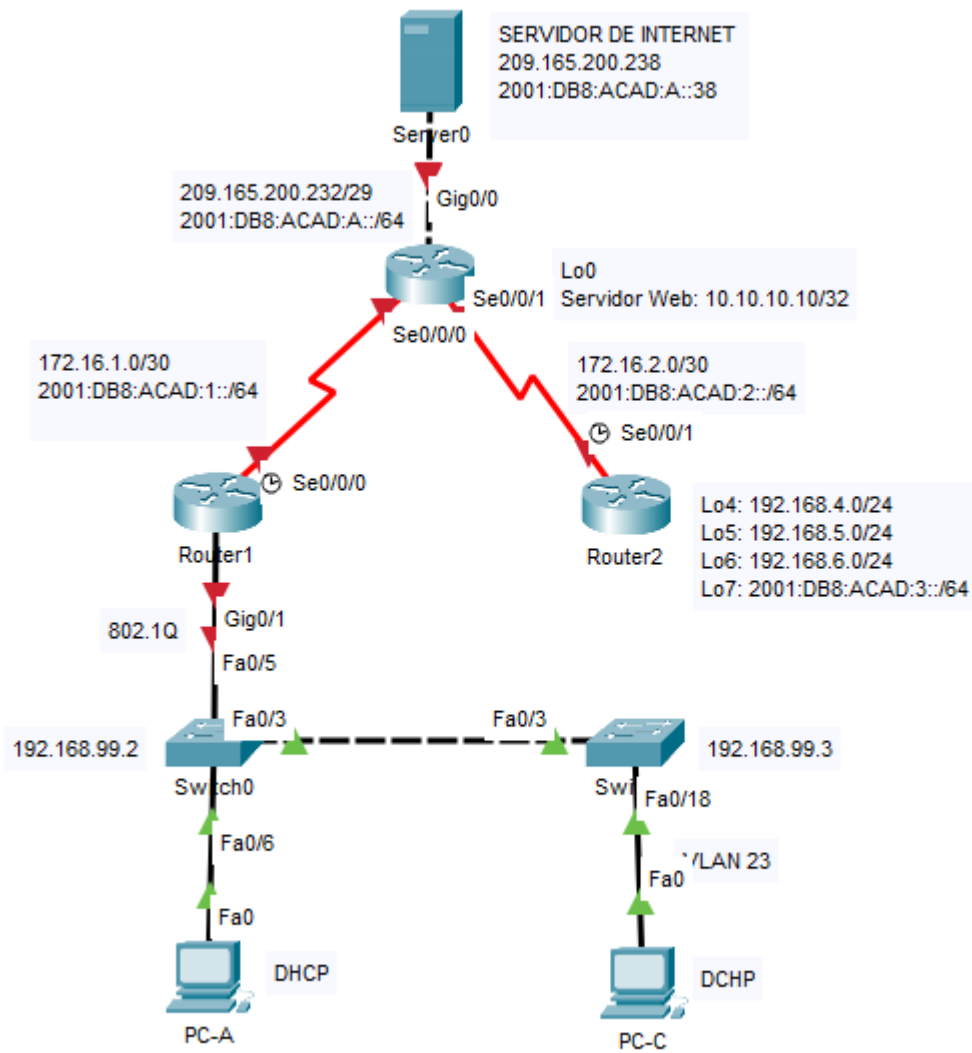 SERVIDOR DE INTERNET
209.165.200.238
2001:DB8:ACAD:A::38
Server0
209.165.200.232/29
2001:DB8:ACAD:A::/64
Gig0/0
Lo0
Servidor Web: 10.10.10.10/32
Se0/0/1
Se0/0/0
172.16.1.0/30
2001:DB8:ACAD:1::/64
172.16.2.0/30
2001:DB8:ACAD:2::/64
Se0/0/1
Se0/0/0
Router1
Router2
Lo4: 192.168.4.0/24
Lo5: 192.168.5.0/24
Lo6: 192.168.6.0/24
Lo7: 2001:DB8:ACAD:3::/64
Gig0/1
802.1Q
Fa0/5
Fa0/3
Fa0/3
192.168.99.2
192.168.99.3
Switch0
Swi
Fa0/18
Fa0/6
VLAN 23
Fa0
Fa0
DHCP
DCHP
PC-A
PC-C